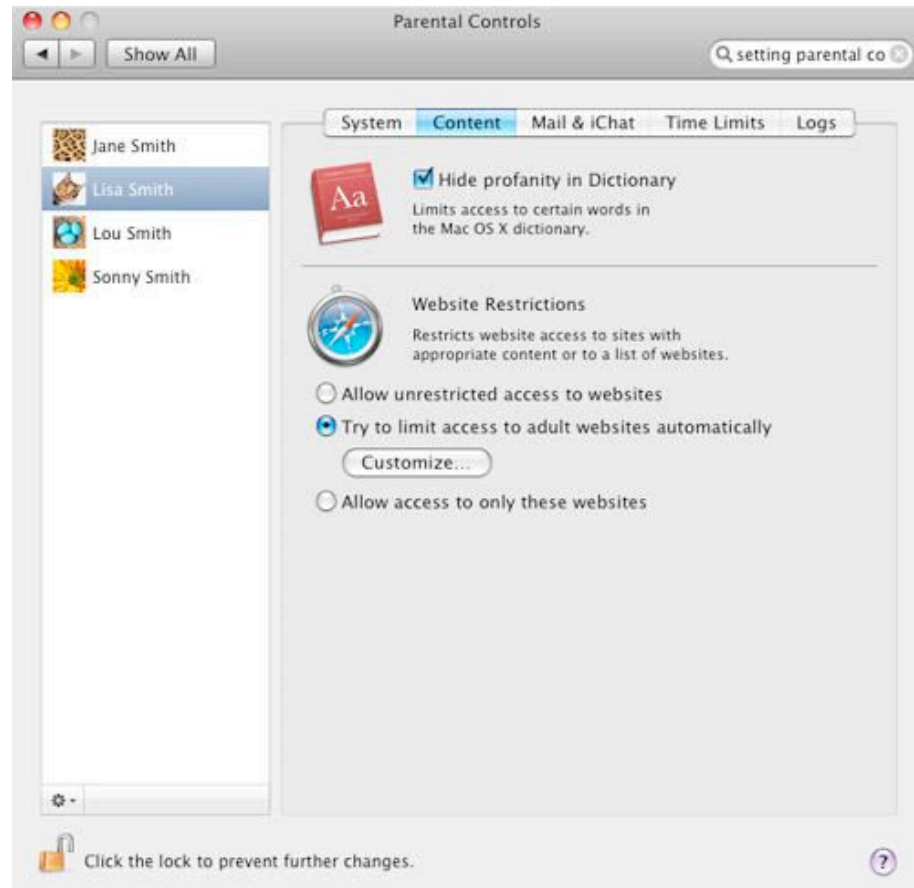 Parental Controls
Show All
setting parental co
System Content Mail & iChat Time Limits Logs
Jane Smith
Lisa Smith
Lou Smith
Sonny Smith
Aa
Hide profanity in Dictionary
Limits access to certain words in
the Mac OS X dictionary.
Website Restrictions
Restricts website access to sites with
appropriate content or to a list of websites.
Allow unrestricted access to websites
Try to limit access to adult websites automatically
Customize...
Allow access to only these websites
Click the lock to prevent further changes.
?